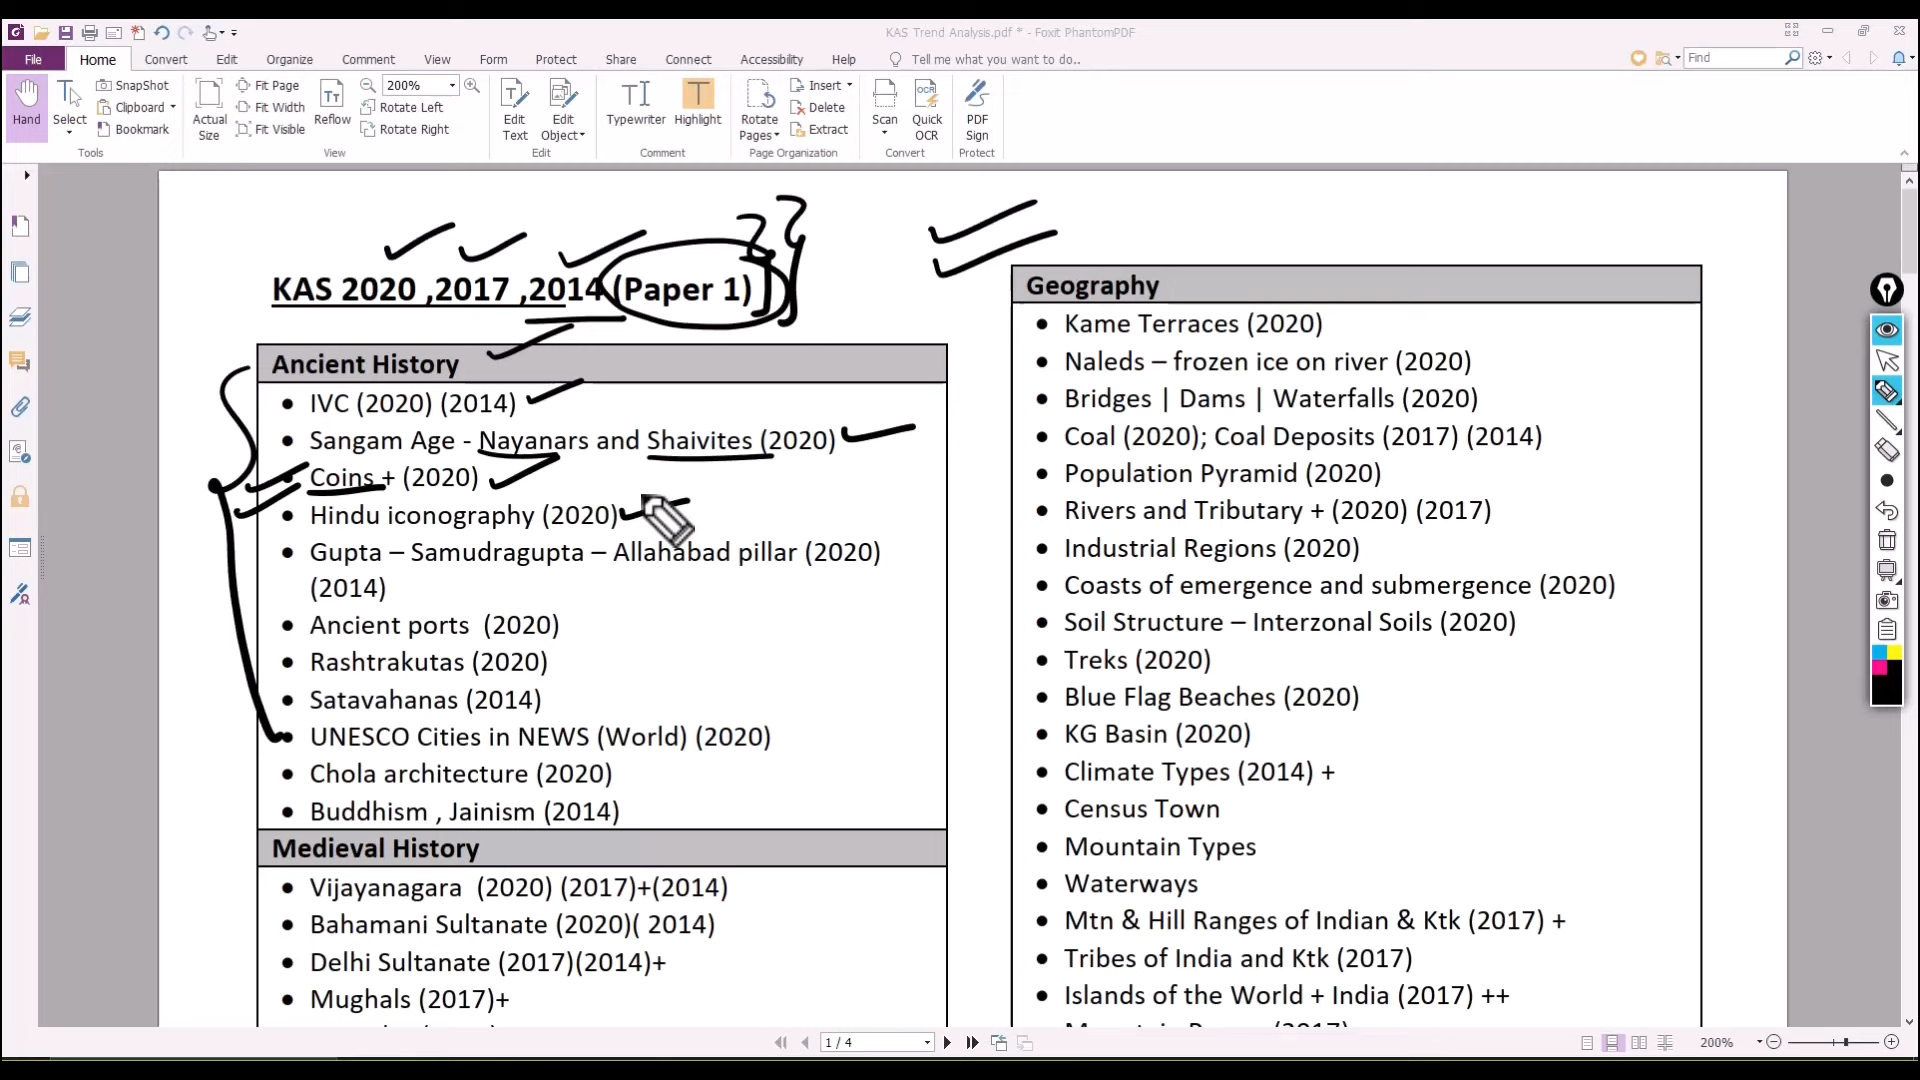 KAS Trend Analysis.pdf * - Foxit PhantomPDF
File Home Convert Edit Organize Comment View Form Protect Share Connect Accessibility Help Tell me what you want to do.. Find
Hand
Select
SnapShot
Clipboard
Bookmark
Tools
Actual Size
Fit Page
Fit Width
Fit Visible
Reflow
200%
Rotate Left
Rotate Right
View
Edit Text
Edit Object
Edit
Typewriter
Highlight
Comment
Rotate Pages
Insert
Delete
Extract
Page Organization
Scan
OCR
Quick OCR
Convert
PDF Sign
Protect
KAS 2020 ,2017 ,2014 (Paper 1)
Ancient History
• IVC (2020) (2014)
• Sangam Age - Nayanars and Shaivites (2020)
• Coins + (2020)
• Hindu iconography (2020)
• Gupta – Samudragupta – Allahabad pillar (2020)
(2014)
• Ancient ports (2020)
• Rashtrakutas (2020)
• Satavahanas (2014)
• UNESCO Cities in NEWS (World) (2020)
• Chola architecture (2020)
• Buddhism , Jainism (2014)
Medieval History
• Vijayanagara (2020) (2017)+(2014)
• Bahamani Sultanate (2020)( 2014)
• Delhi Sultanate (2017)(2014)+
• Mughals (2017)+
Geography
• Kame Terraces (2020)
• Naleds – frozen ice on river (2020)
• Bridges | Dams | Waterfalls (2020)
• Coal (2020); Coal Deposits (2017) (2014)
• Population Pyramid (2020)
• Rivers and Tributary + (2020) (2017)
• Industrial Regions (2020)
• Coasts of emergence and submergence (2020)
• Soil Structure – Interzonal Soils (2020)
• Treks (2020)
• Blue Flag Beaches (2020)
• KG Basin (2020)
• Climate Types (2014) +
• Census Town
• Mountain Types
• Waterways
• Mtn & Hill Ranges of Indian & Ktk (2017) +
• Tribes of India and Ktk (2017)
• Islands of the World + India (2017) ++
1 / 4
200%